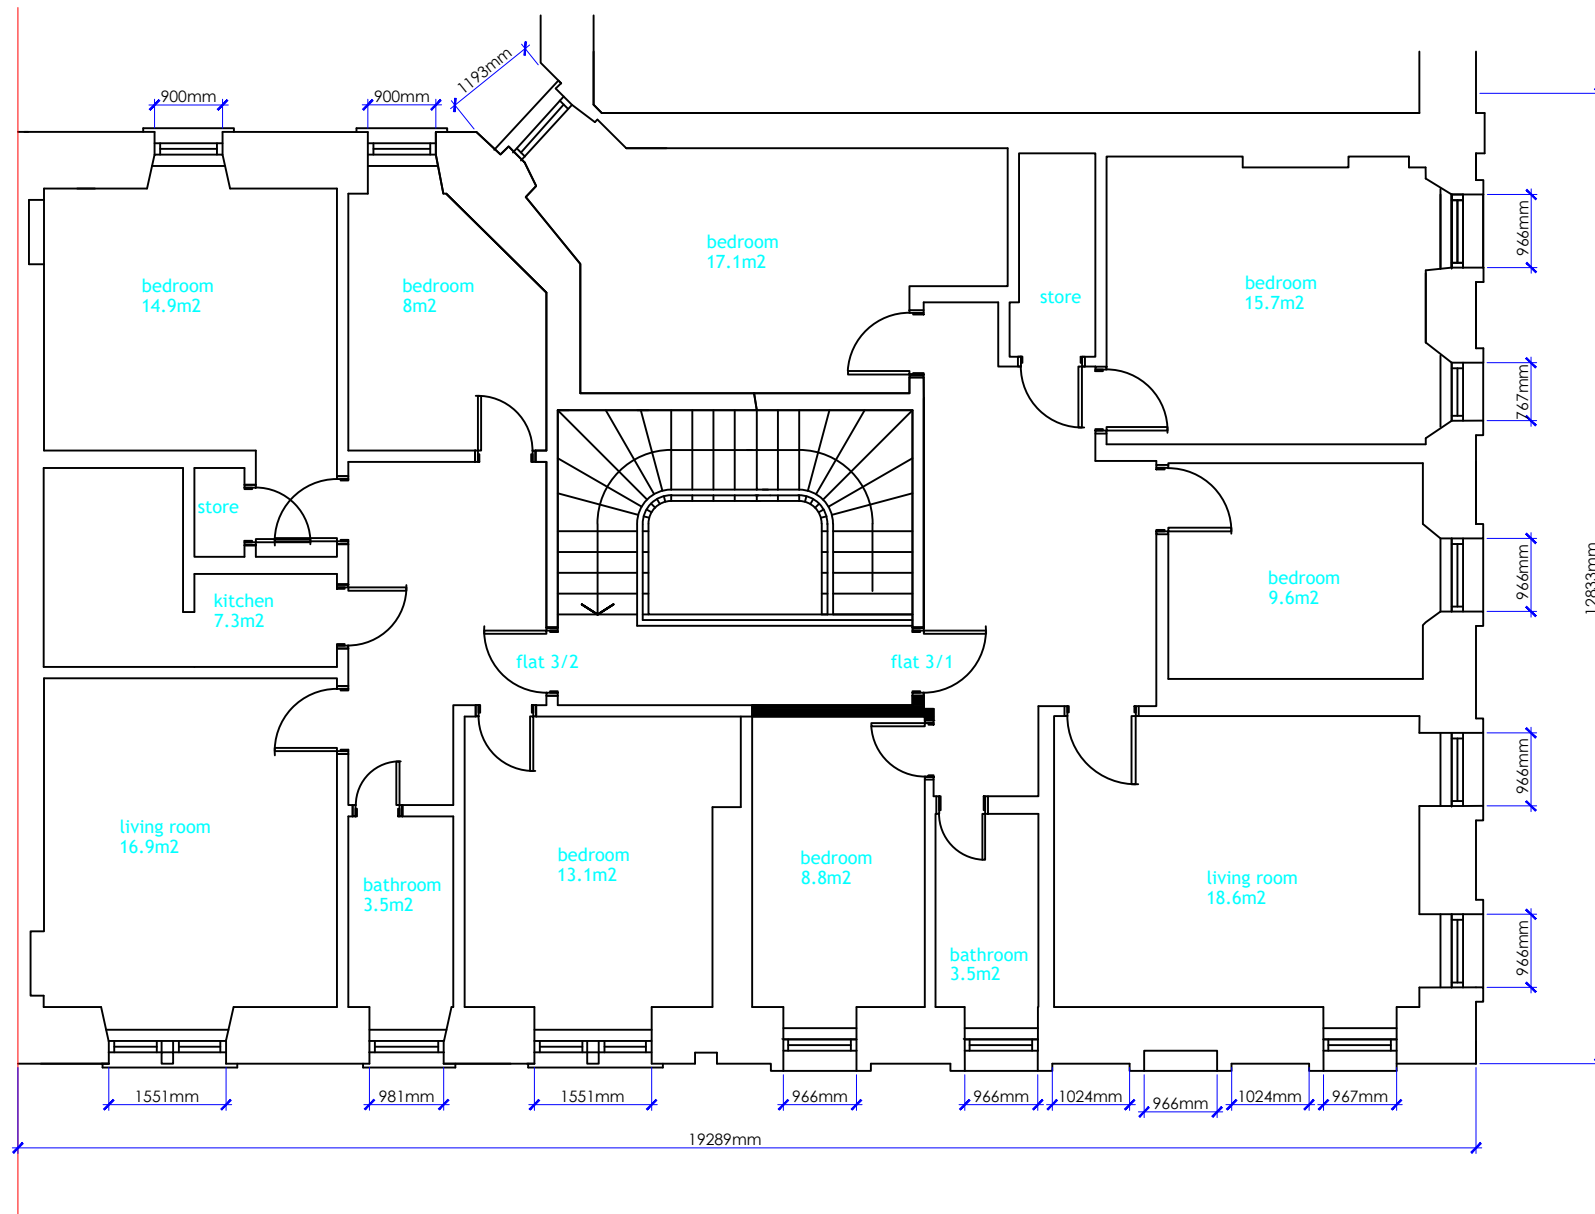 1193mm
900mm
900mm
bedroom
17.1m2
bedroom
14.9m2
bedroom
8m2
store
bedroom
15.7m2
966mm
767mm
store
kitchen
7.3m2
bedroom
9.6m2
966mm
12833mm
flat 3/2
flat 3/1
living room
16.9m2
bathroom
3.5m2
bedroom
13.1m2
bedroom
8.8m2
bathroom
3.5m2
living room
18.6m2
966mm
966mm
1551mm
981mm
1551mm
966mm
966mm
1024mm
966mm
1024mm
967mm
19289mm